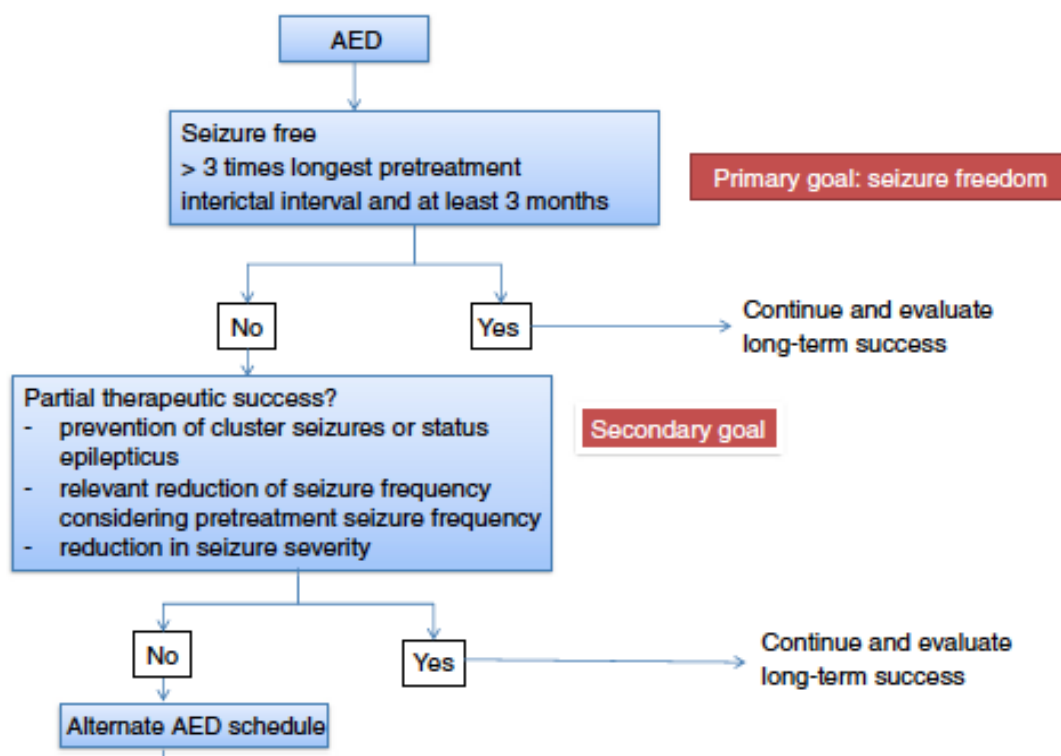 AED
Seizure free
> 3 times longest pretreatment
interictal interval and at least 3 months
Primary goal: seizure freedom
No
Yes
Continue and evaluate
long-term success
Partial therapeutic success?
- prevention of cluster seizures or status
epilepticus
- relevant reduction of seizure frequency
considering pretreatment seizure frequency
- reduction in seizure severity
Secondary goal
No
Yes
Continue and evaluate
long-term success
Alternate AED schedule